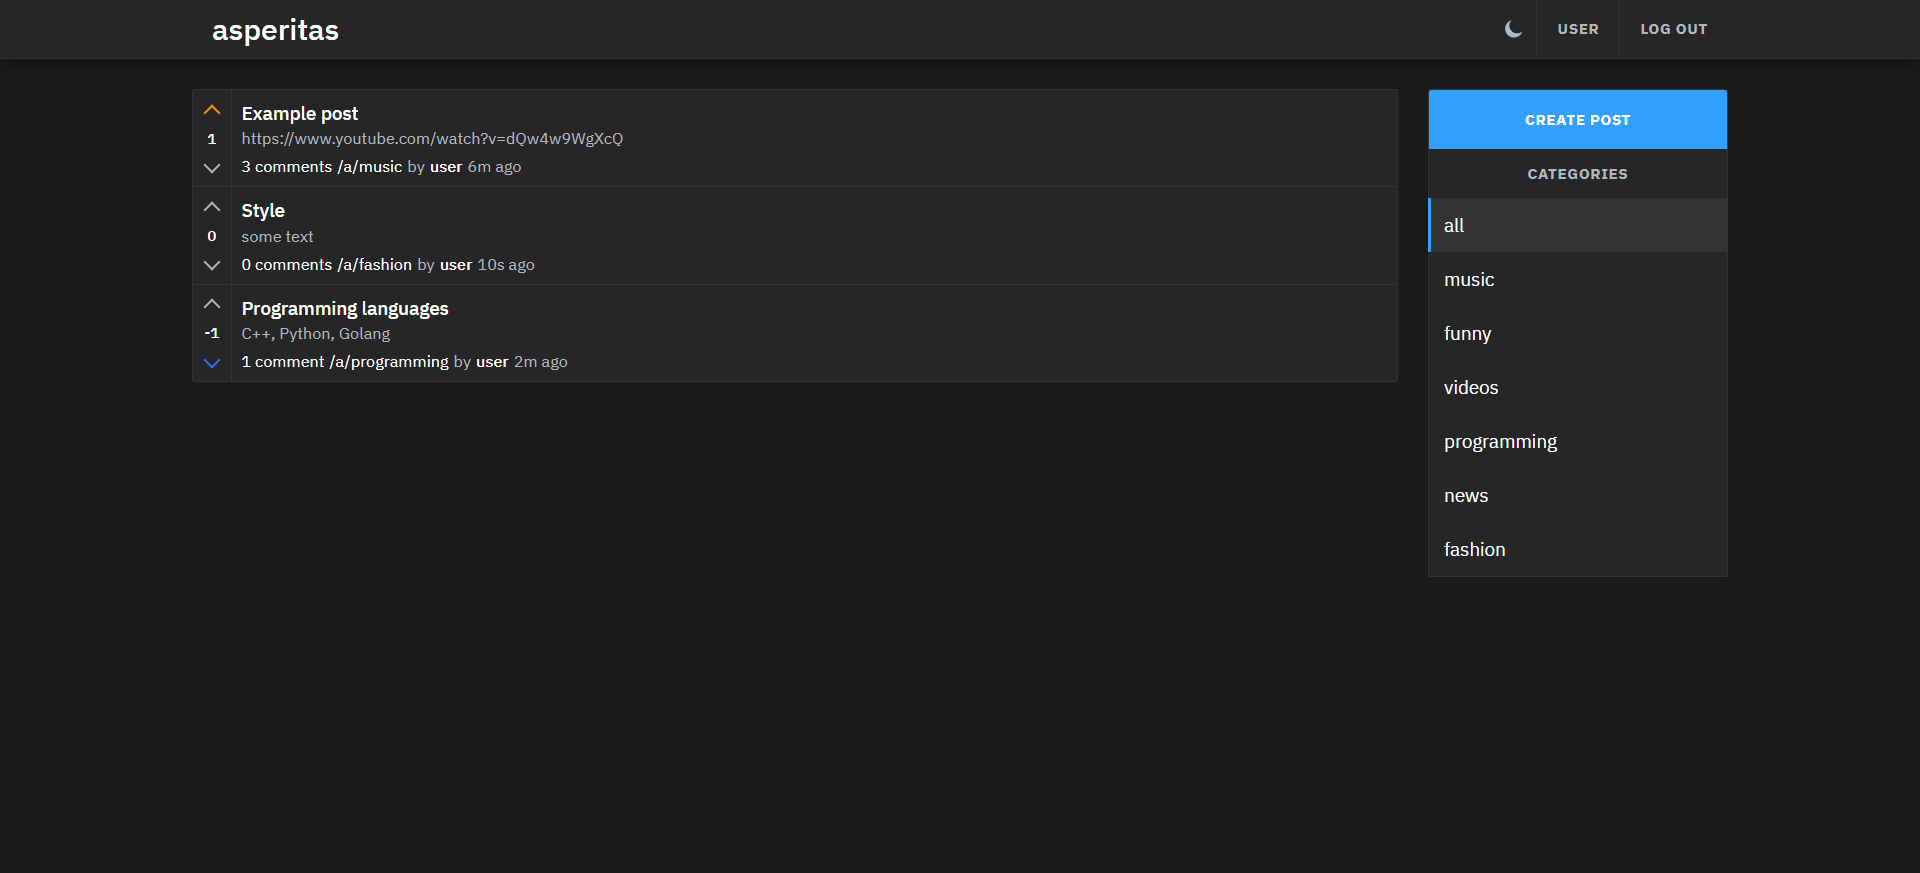 asperitas
USER
LOG OUT
1
Example post
https://www.youtube.com/watch?v=dQw4w9WgXcQ
3 comments /a/music by user 6m ago
0
Style
some text
0 comments /a/fashion by user 10s ago
-1
Programming languages
C++, Python, Golang
1 comment /a/programming by user 2m ago
CREATE POST
CATEGORIES
all
music
funny
videos
programming
news
fashion